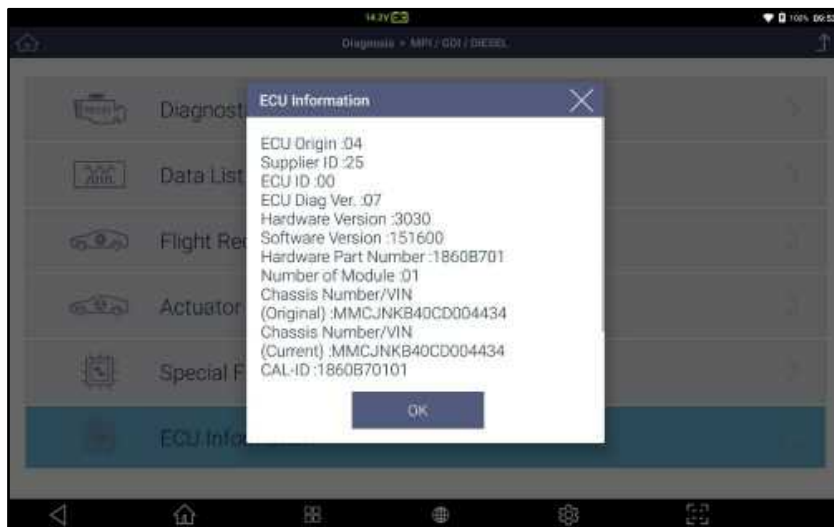 14.2V
100% 09:53
Diagnosis > MPI / GDI / DIESEL
Diagnosti
Data List
Flight Rec
Actuator
Special F
ECU Infor
ECU Information
ECU Origin :04
Supplier ID :25
ECU ID :00
ECU Diag Ver. :07
Hardware Version :3030
Software Version :151600
Hardware Part Number :1860B701
Number of Module :01
Chassis Number/VIN
(Original) :MMCJNKB40CD004434
Chassis Number/VIN
(Current) :MMCJNKB40CD004434
CAL-ID :1860B70101
OK